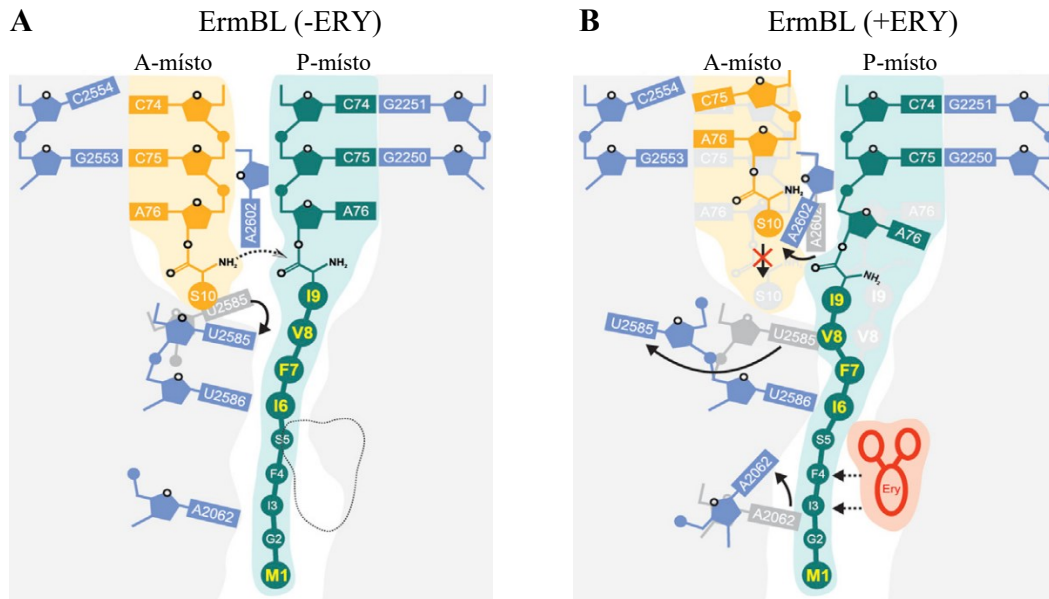 A
ErmBL (-ERY)
A-místo
P-místo
C2554
C74
C74
G2251
G2553
C75
C75
G2250
A76
A2602
A76
NH₂
S10
U2585
I9
U2585
V8
U2586
F7
I6
S5
F4
A2062
I3
G2
M1
B
ErmBL (+ERY)
A-místo
P-místo
C2554
C75
C74
G2251
A76
G2553
C75
C75
G2250
A76
NH₂
S10
A2602
A2602
A76
A76
NH₂
S10
I9
I9
U2585
U2585
V8
V8
F7
U2586
I6
S5
A2062
F4
Ery
A2062
I3
G2
M1